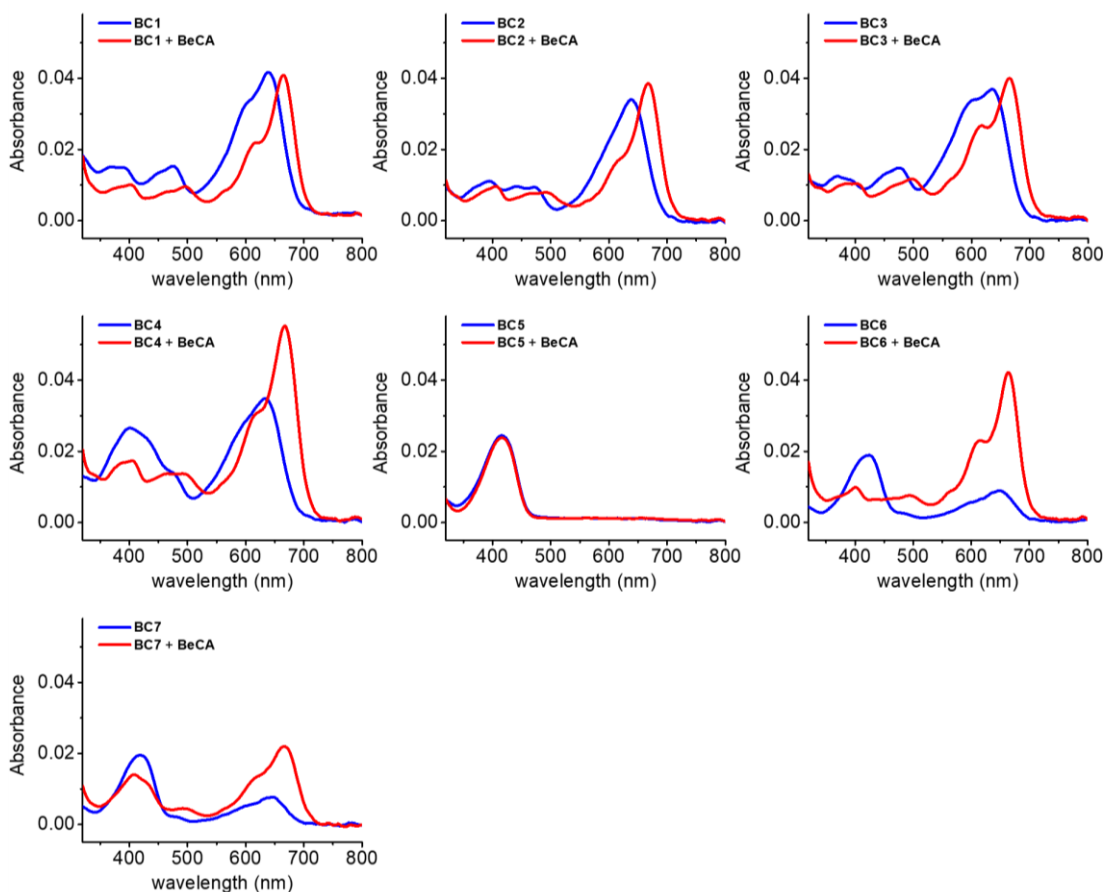 BC1
BC1 + BeCA
Absorbance
0.04
0.02
0.00
400 500 600 700 800
wavelength (nm)
BC2
BC2 + BeCA
Absorbance
0.04
0.02
0.00
400 500 600 700 800
wavelength (nm)
BC3
BC3 + BeCA
Absorbance
0.04
0.02
0.00
400 500 600 700 800
wavelength (nm)
BC4
BC4 + BeCA
Absorbance
0.04
0.02
0.00
400 500 600 700 800
wavelength (nm)
BC5
BC5 + BeCA
Absorbance
0.04
0.02
0.00
400 500 600 700 800
wavelength (nm)
BC6
BC6 + BeCA
Absorbance
0.04
0.02
0.00
400 500 600 700 800
wavelength (nm)
BC7
BC7 + BeCA
Absorbance
0.04
0.02
0.00
400 500 600 700 800
wavelength (nm)